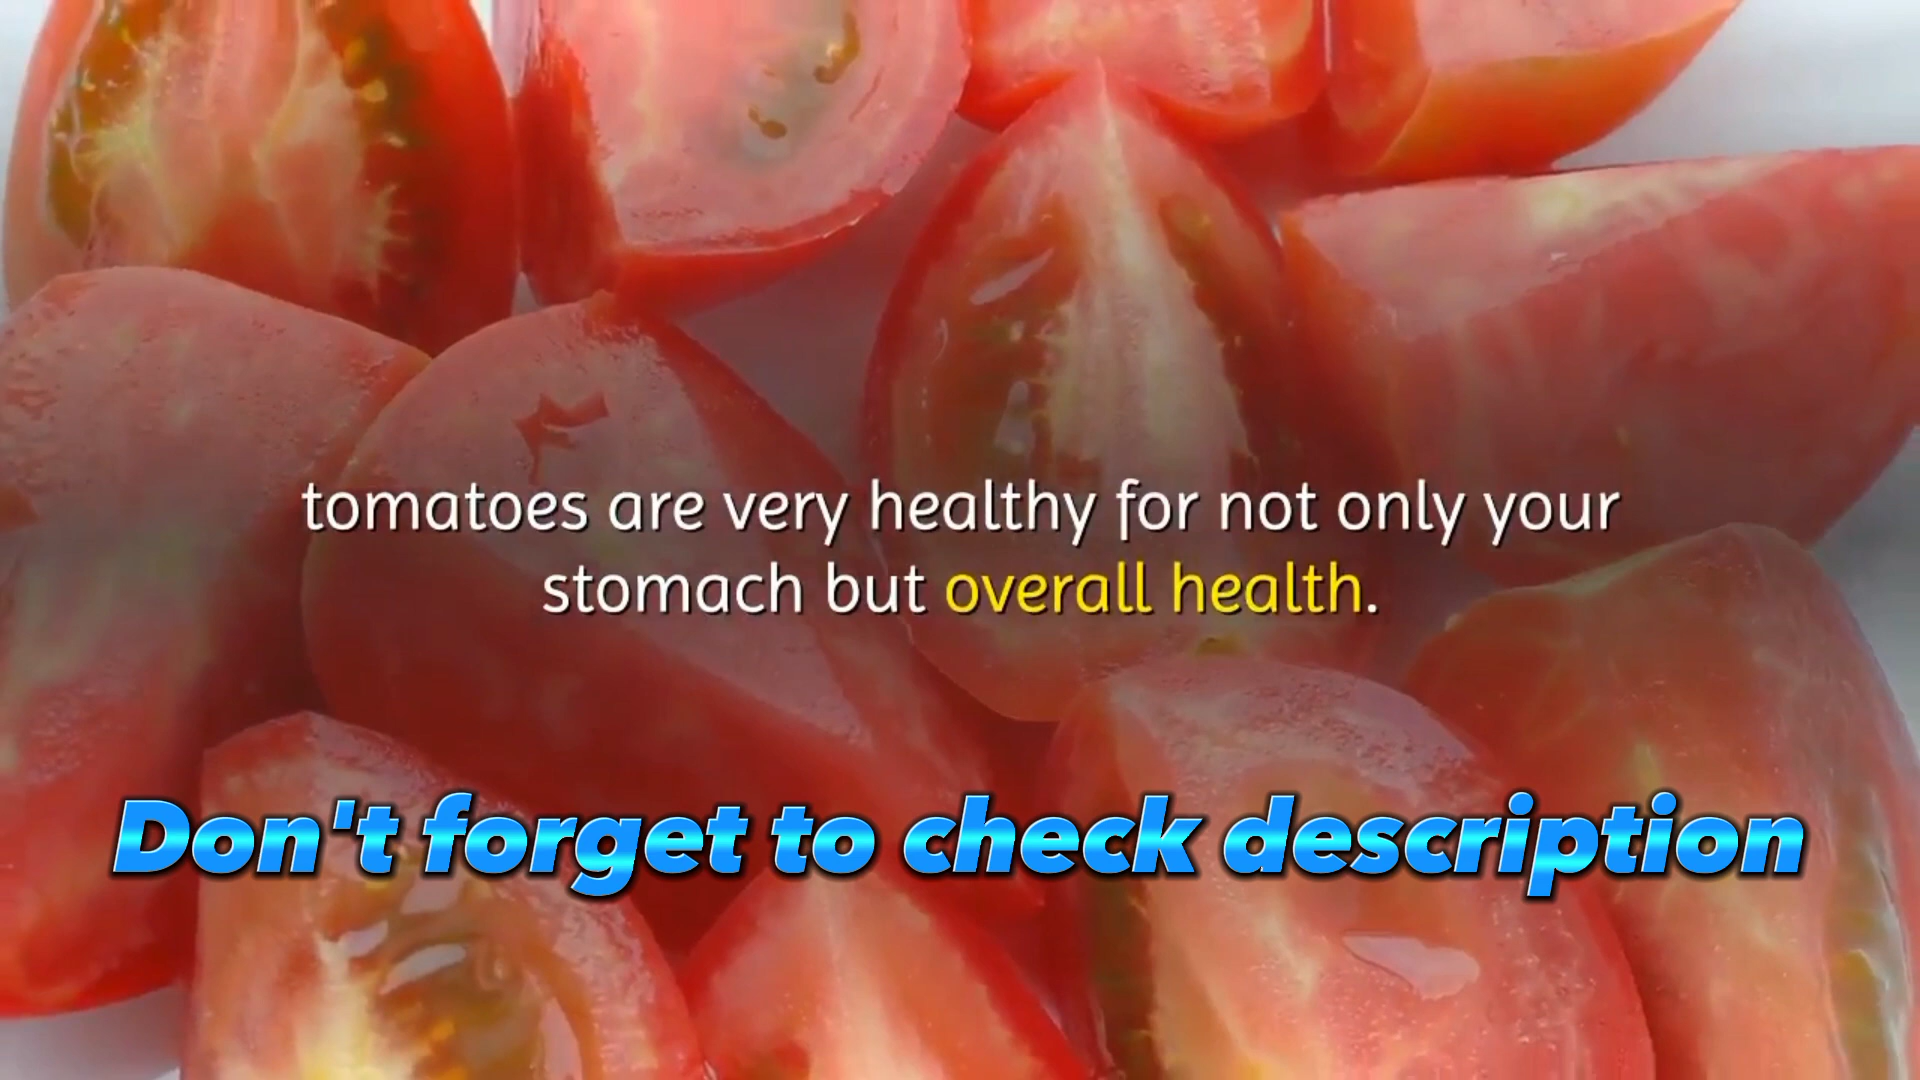 tomatoes are very healthy for not only your
stomach but overall health.
Don't forget to check description